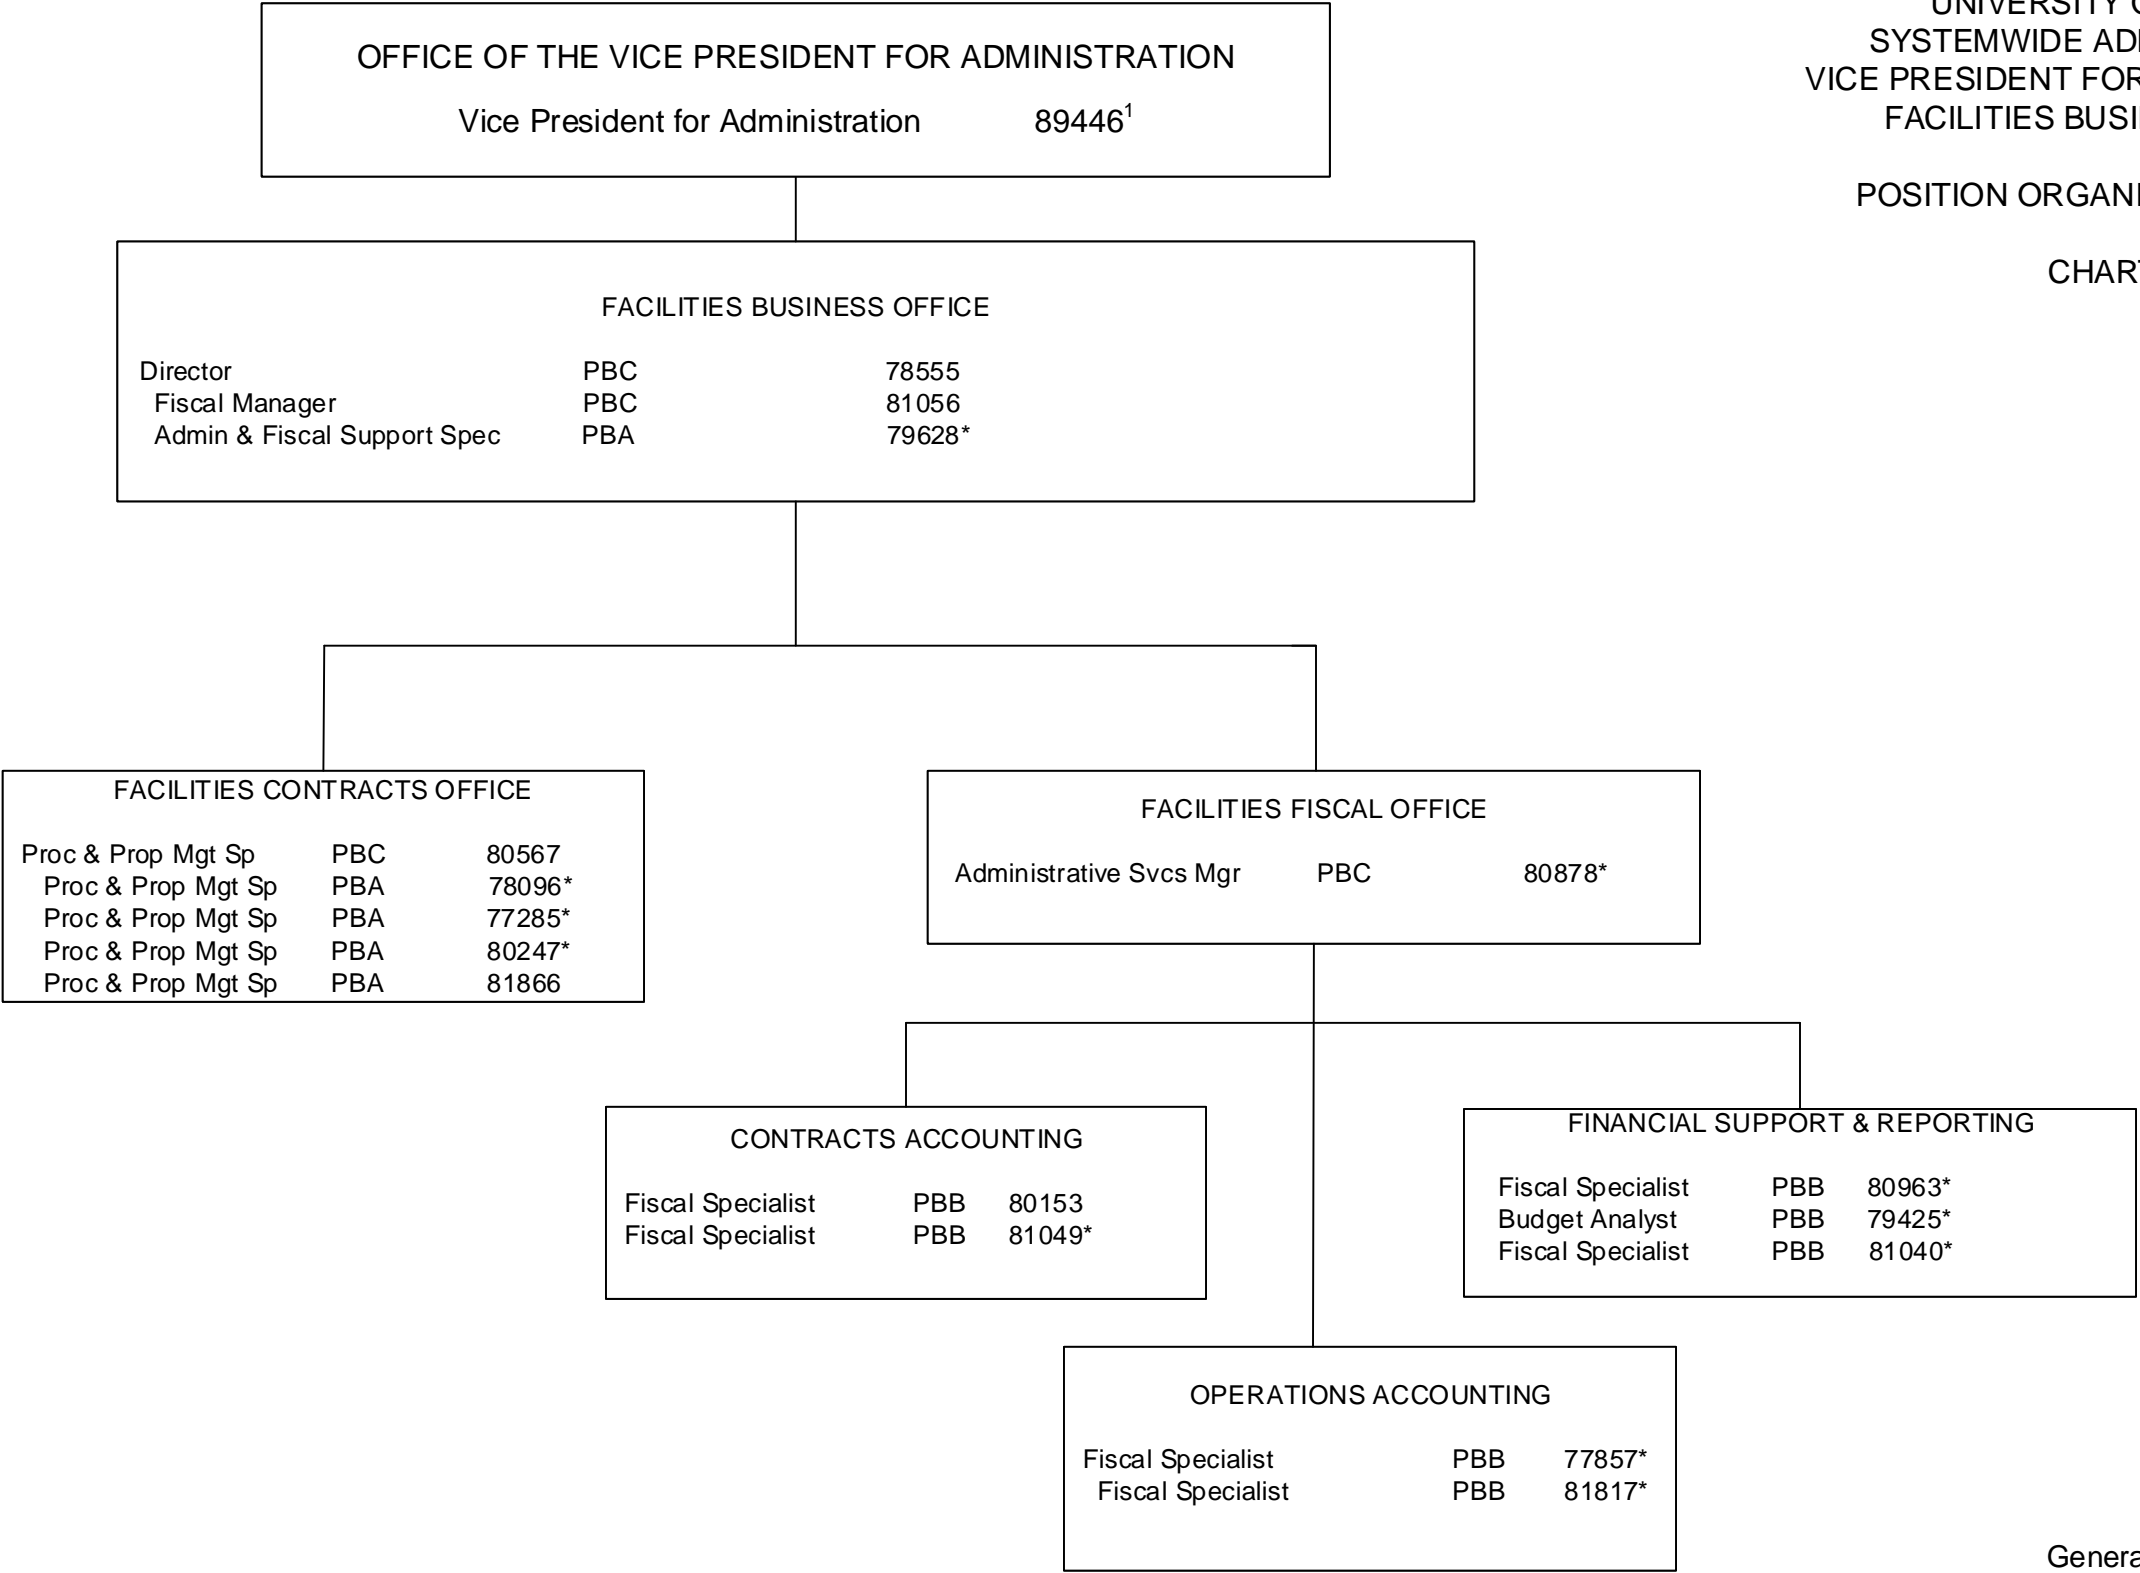 OFFICE OF THE VICE PRESIDENT FOR ADMINISTRATION
Vice President for Administration 89446¹
UNIVERSITY
SYSTEMWIDE
VICE PRESIDENT FOR
FACILITIES
POSITION
CHART
FACILITIES BUSINESS OFFICE
Director PBC 78555
Fiscal Manager PBC 81056
Admin & Fiscal Support Spec PBA 79628*
FACILITIES CONTRACTS OFFICE
Proc & Prop Mgt Sp PBC 80567
Proc & Prop Mgt Sp PBA 78096*
Proc & Prop Mgt Sp PBA 77285*
Proc & Prop Mgt Sp PBA 80247*
Proc & Prop Mgt Sp PBA 81866
FACILITIES FISCAL OFFICE
Administrative Svcs Mgr PBC 80878*
CONTRACTS ACCOUNTING
Fiscal Specialist PBB 80153
Fiscal Specialist PBB 81049*
FINANCIAL SUPPORT & REPORTING
Fiscal Specialist PBB 80963*
Budget Analyst PBB 79425*
Fiscal Specialist PBB 81040*
OPERATIONS ACCOUNTING
Fiscal Specialist PBB 77857*
Fiscal Specialist PBB 81817*